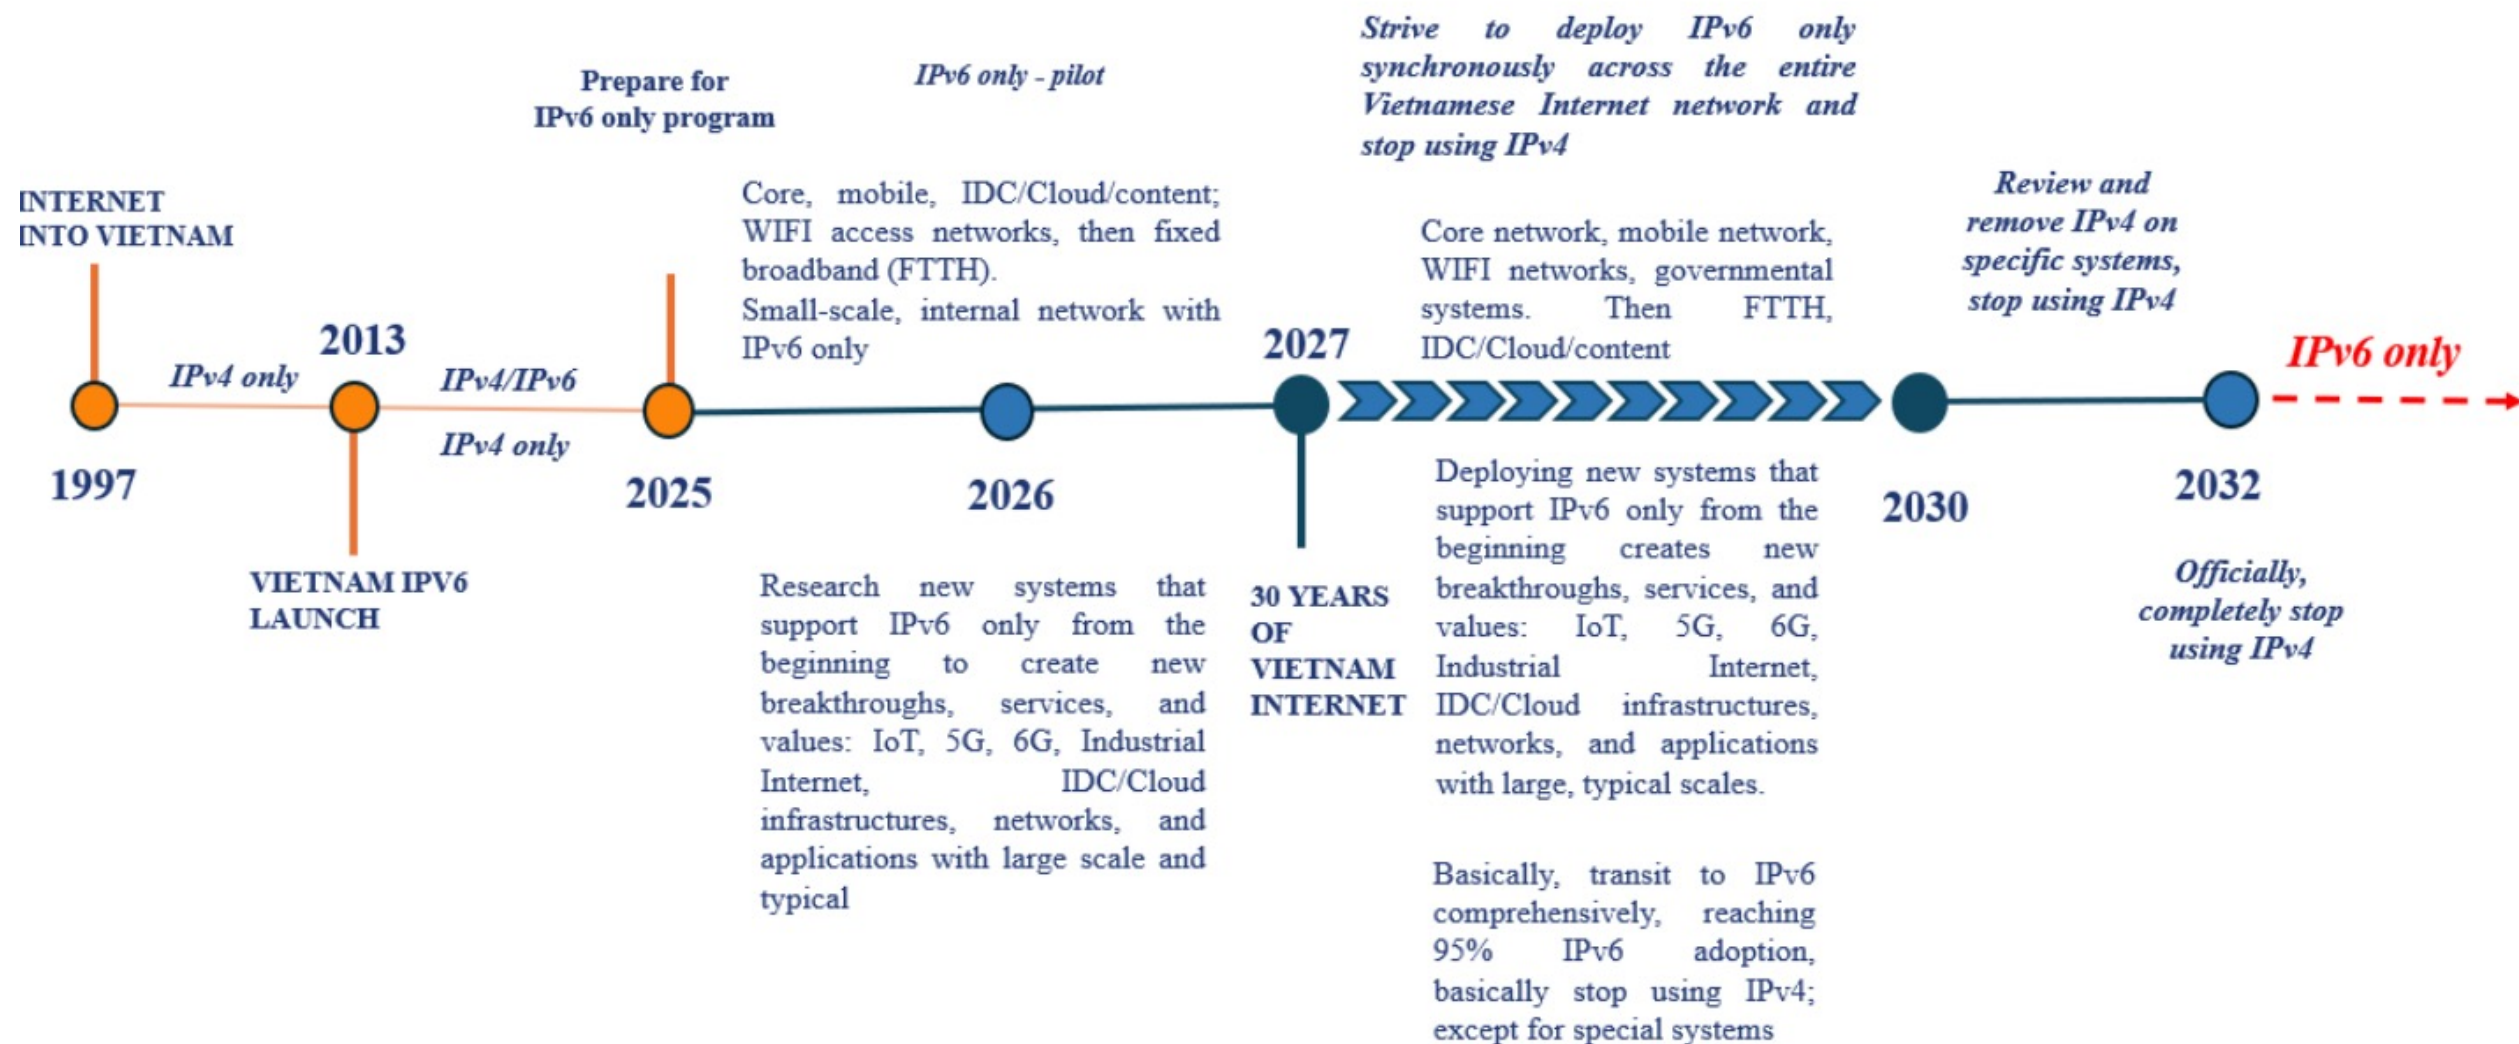 INTERNET
INTO VIETNAM
1997
IPv4 only
2013
VIETNAM IPV6
LAUNCH
IPv4/IPv6
IPv4 only
Prepare for
IPv6 only program
2025
IPv6 only - pilot
Core, mobile, IDC/Cloud/content;
WIFI access networks, then fixed
broadband (FTTH).
Small-scale, internal network with
IPv6 only
2026
Research new systems that
support IPv6 only from the
beginning to create new
breakthroughs, services, and
values: IoT, 5G, 6G, Industrial
Internet, IDC/Cloud
infrastructures, networks, and
applications with large scale and
typical
2027
30 YEARS
OF
VIETNAM
INTERNET
Strive to deploy IPv6 only
synchronously across the entire
Vietnamese Internet network and
stop using IPv4
Core network, mobile network,
WIFI networks, governmental
systems. Then FTTH,
IDC/Cloud/content
Deploying new systems that
support IPv6 only from the
beginning creates new
breakthroughs, services, and
values: IoT, 5G, 6G,
Industrial Internet,
IDC/Cloud infrastructures,
networks, and applications
with large, typical scales.
Basically, transit to IPv6
comprehensively, reaching
95% IPv6 adoption,
basically stop using IPv4;
except for special systems
2030
Review and
remove IPv4 on
specific systems,
stop using IPv4
2032
Officially,
completely stop
using IPv4
IPv6 only